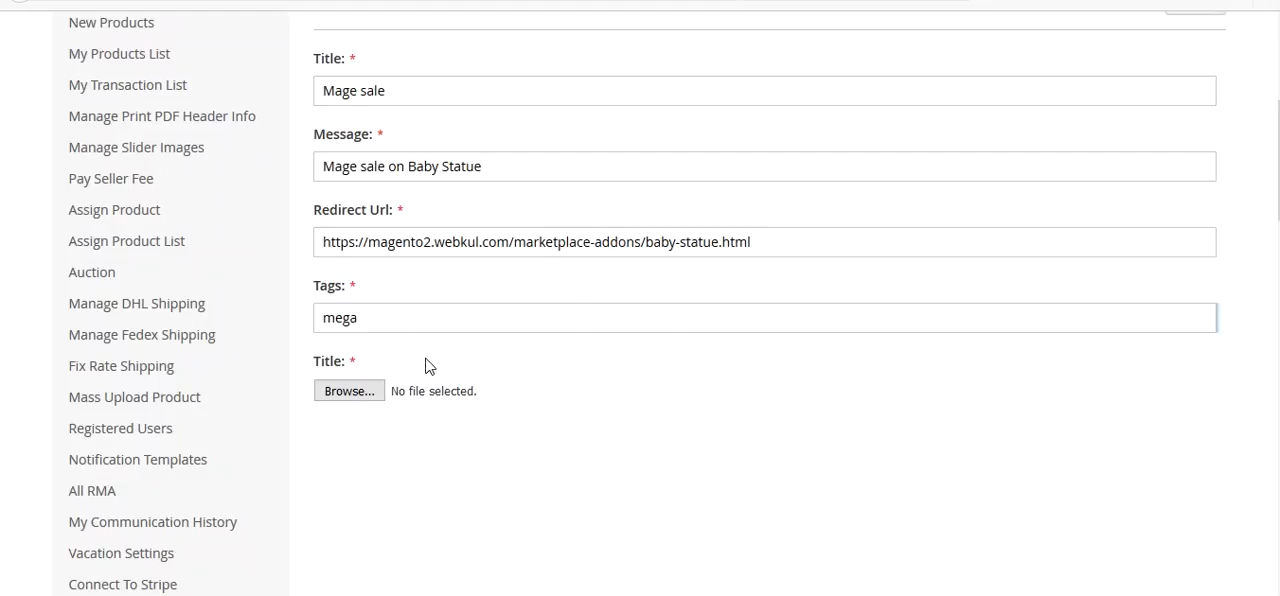 New Products
My Products List
My Transaction List
Manage Print PDF Header Info
Manage Slider Images
Pay Seller Fee
Assign Product
Assign Product List
Auction
Manage DHL Shipping
Manage Fedex Shipping
Fix Rate Shipping
Mass Upload Product
Registered Users
Notification Templates
All RMA
My Communication History
Vacation Settings
Connect To Stripe
Title: *
Mage sale
Message: *
Mage sale on Baby Statue
Redirect Url: *
https://magento2.webkul.com/marketplace-addons/baby-statue.html
Tags: *
mega
Title: *
Browse... No file selected.